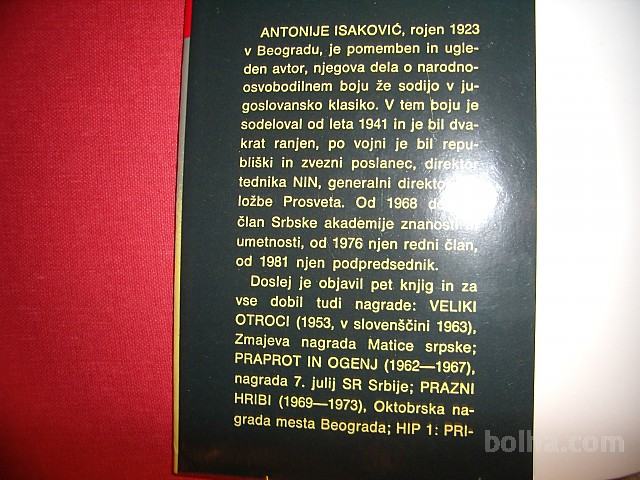 ANTONIJE ISAKOVIĆ, rojen 1923
v Beogradu, je pomemben in ugle-
den avtor, njegova dela o narodno-
osvobodilnem boju že sodijo v ju-
goslovansko klasiko. V tem boju je
sodeloval od leta 1941 in je bil dva-
krat ranjen, po vojni je bil repu-
bliški in zvezni poslanec, direktor
tednika NIN, generalni
ložbe Prosveta. Od 1968
član Srbske akademije znanosti
umetnosti, od 1976 njen redni član,
od 1981 njen podpredsednik.
Doslej je objavil pet knjig in za
vse dobil tudi nagrade: VELIKI
OTROCI (1953, v slovenščini 1963),
Zmajeva nagrada Matice srpske;
PRAPROT IN OGENJ (1962—1967),
nagrada 7. julij SR Srbije; PRAZNI
HRIBI (1969—1973), Oktobrska na-
grada mesta Beograda; HIP 1: PRI-
bolha.com